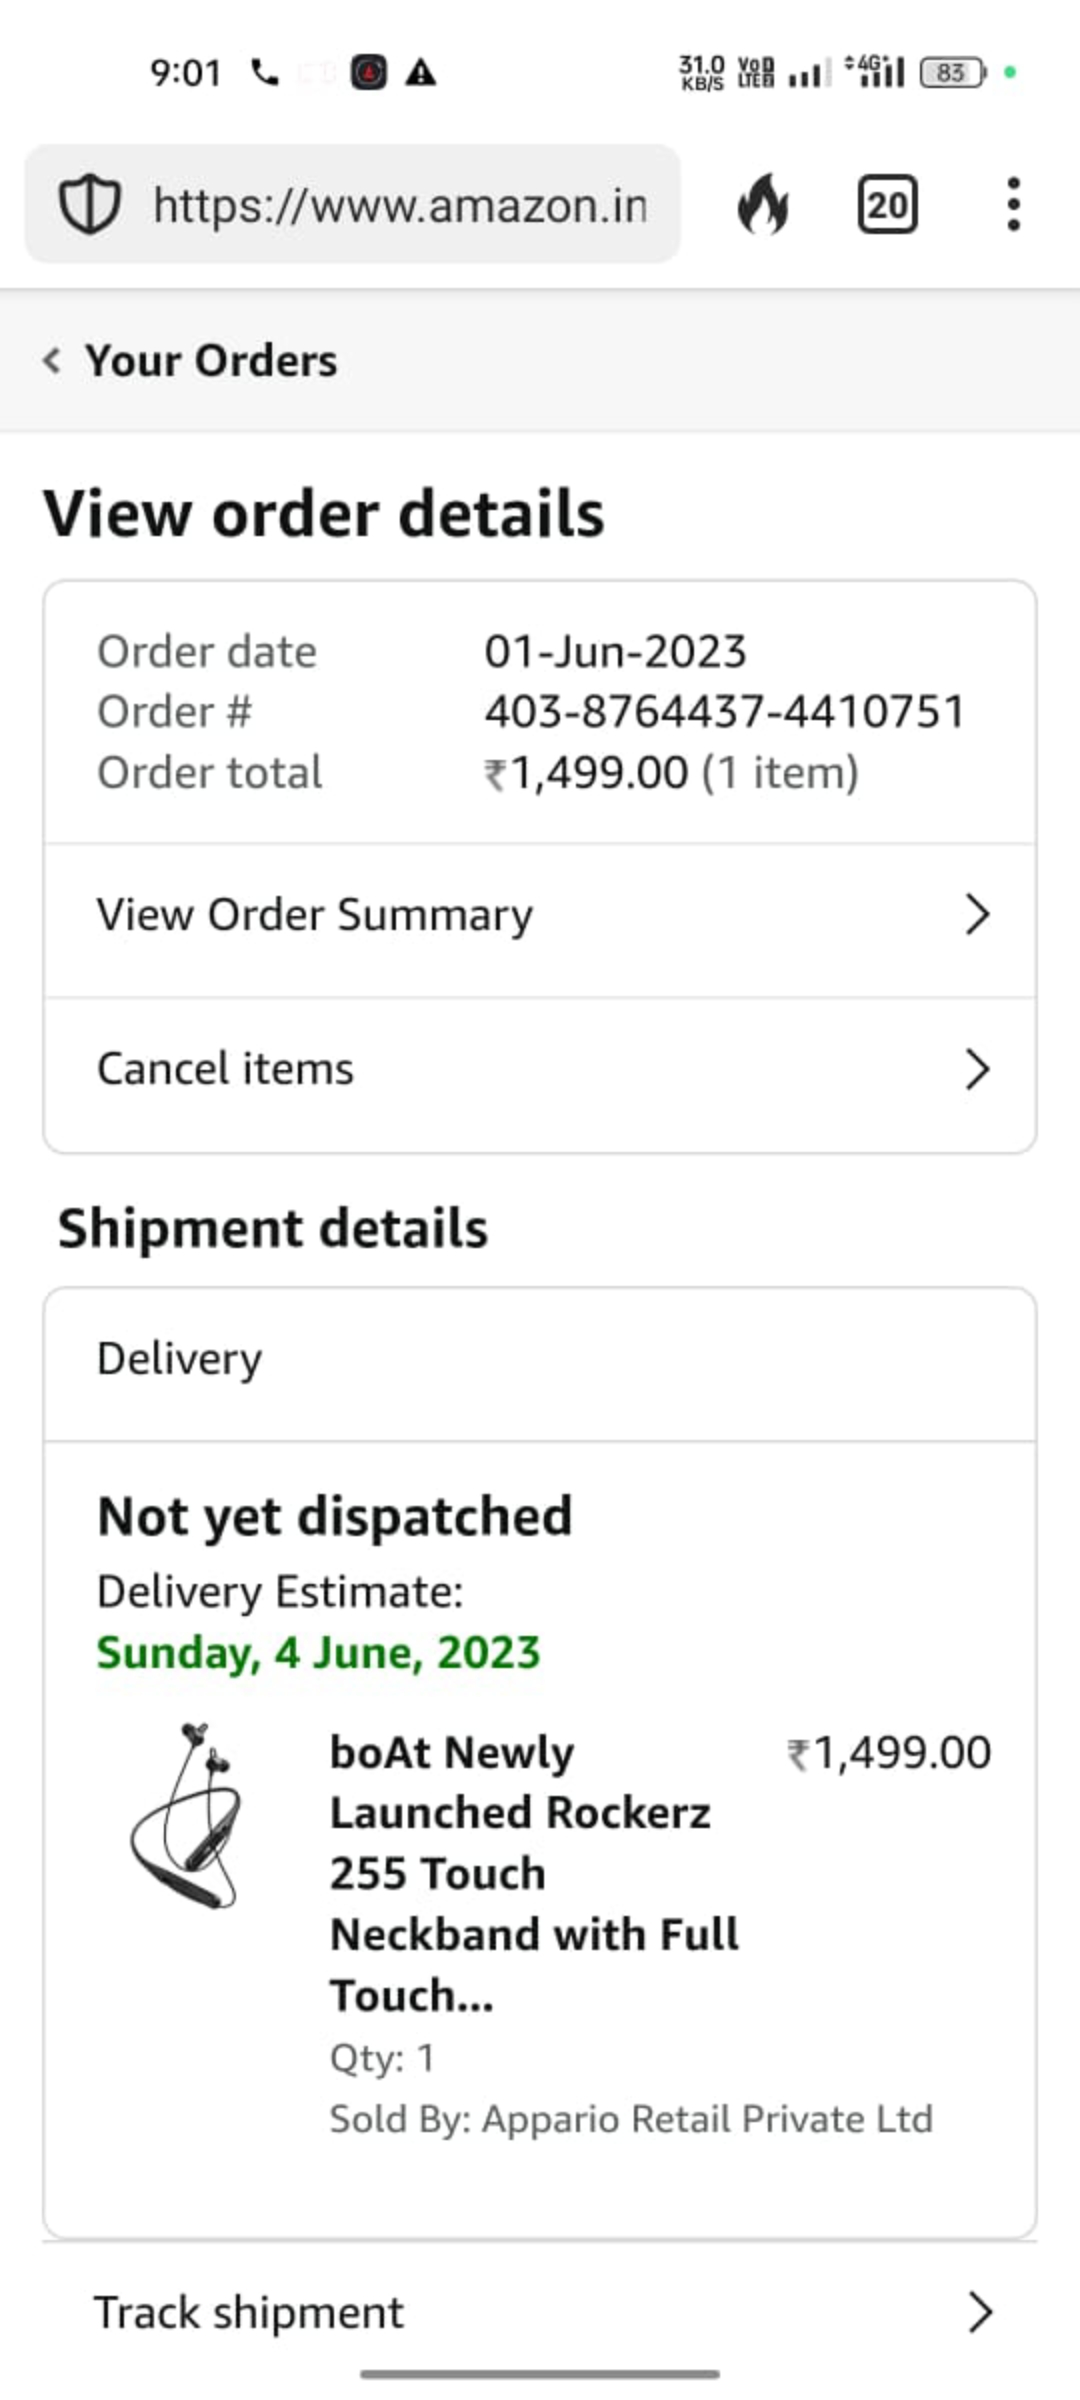 9:01
31.0 KB/S VoD LTE2 4G+ 83
https://www.amazon.in
20
Your Orders
View order details
Order date 01-Jun-2023
Order # 403-8764437-4410751
Order total ₹1,499.00 (1 item)
View Order Summary
Cancel items
Shipment details
Delivery
Not yet dispatched
Delivery Estimate:
Sunday, 4 June, 2023
boAt Newly ₹1,499.00
Launched Rockerz
255 Touch
Neckband with Full
Touch...
Qty: 1
Sold By: Appario Retail Private Ltd
Track shipment